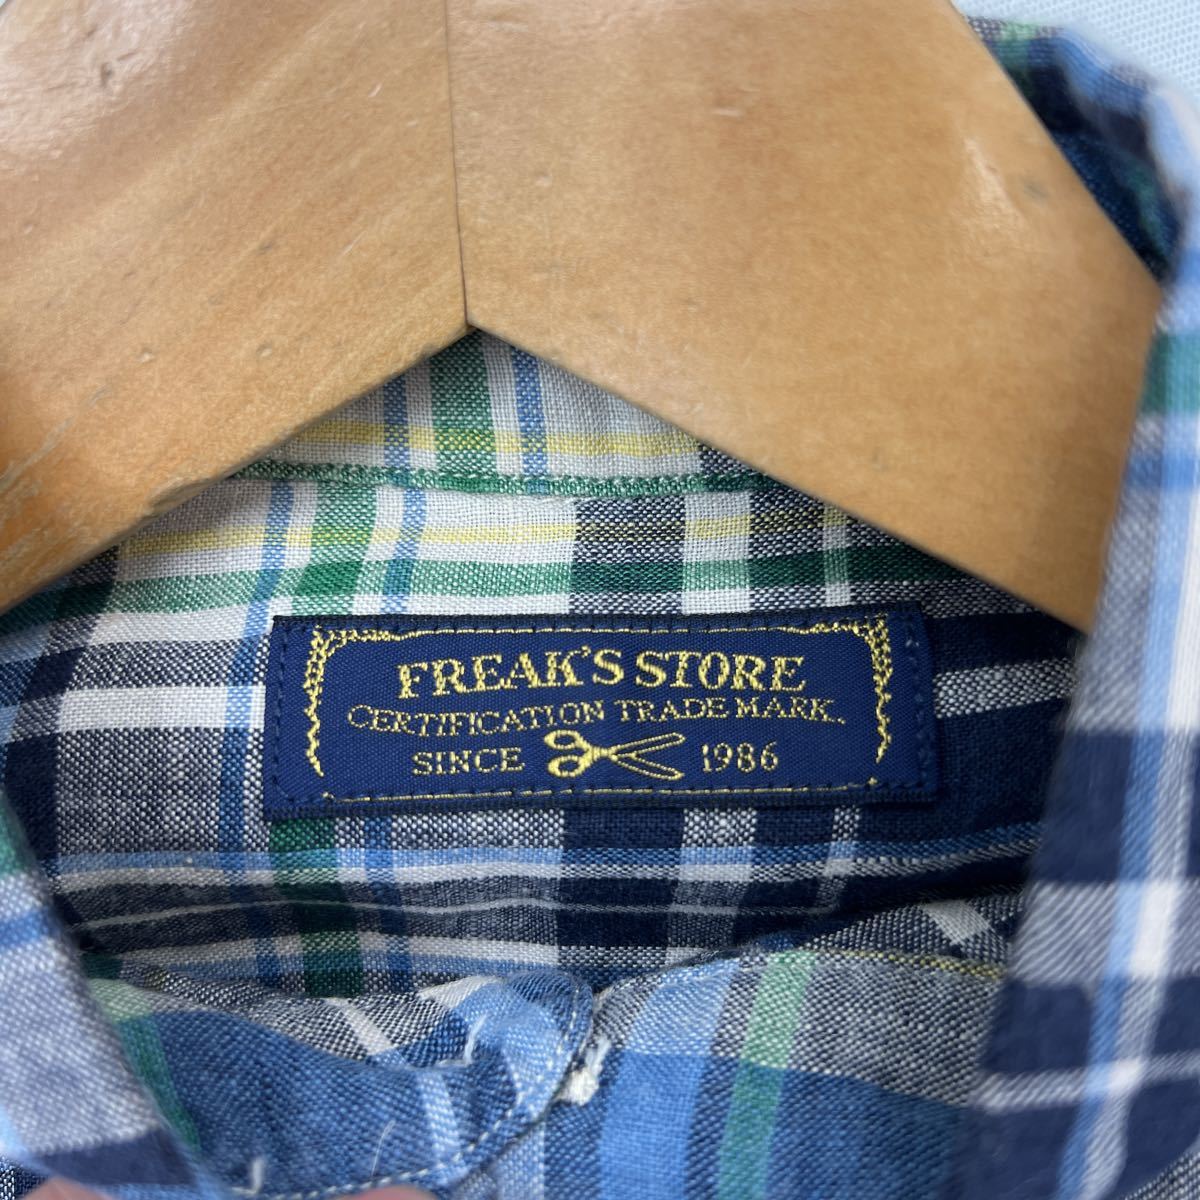 FREAK'S STORE
CERTIFICATION TRADE MARK.
SINCE 1986